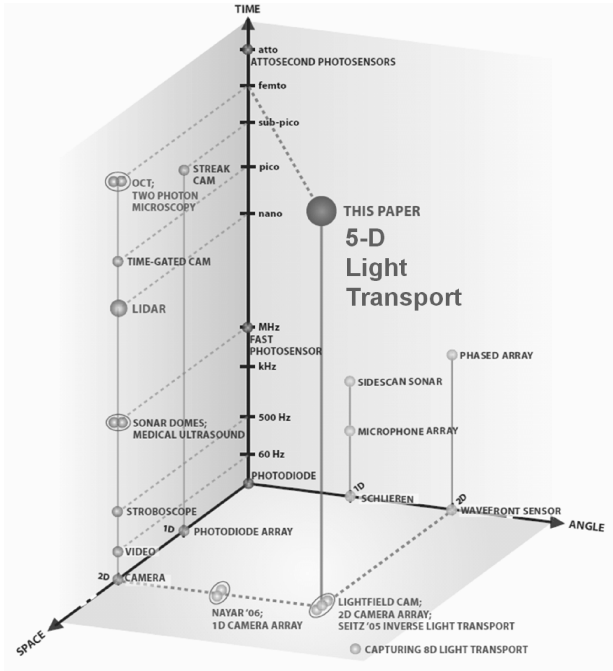 TIME
atto
ATTOSECOND PHOTOSENSORS
femto
sub-pico
pico
STREAK
CAM
OCT;
TWO PHOTON
MICROSCOPY
nano
THIS PAPER
5-D
Light
Transport
TIME-GATED CAM
LIDAR
MHz
FAST
PHOTOSENSOR
kHz
PHASED ARRAY
SIDESCAN SONAR
500 Hz
SONAR DOMES;
MEDICAL ULTRASOUND
MICROPHONE ARRAY
60 Hz
PHOTODIODE
1D
SCHLIEREN
2D
WAVEFRONT SENSOR
ANGLE
STROBOSCOPE
1D
PHOTODIODE ARRAY
VIDEO
2D
CAMERA
NAYAR '06;
1D CAMERA ARRAY
LIGHTFIELD CAM;
2D CAMERA ARRAY;
SEITZ '05 INVERSE LIGHT TRANSPORT
SPACE
CAPTURING 8D LIGHT TRANSPORT